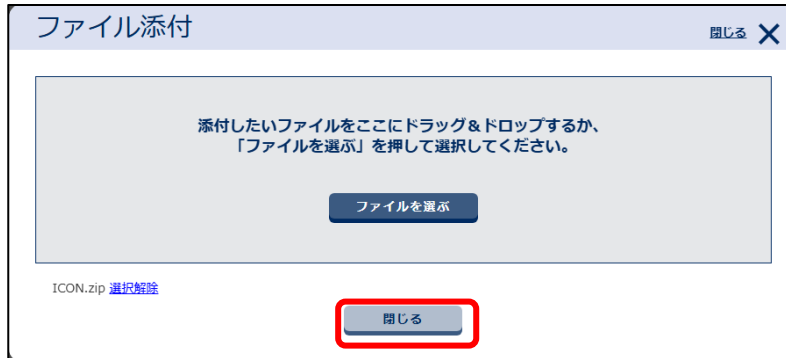 ファイル添付
閉じる
添付したいファイルをここにドラッグ&ドロップするか、
「ファイルを選ぶ」を押して選択してください。
ファイルを選ぶ
ICON.zip 選択解除
閉じる